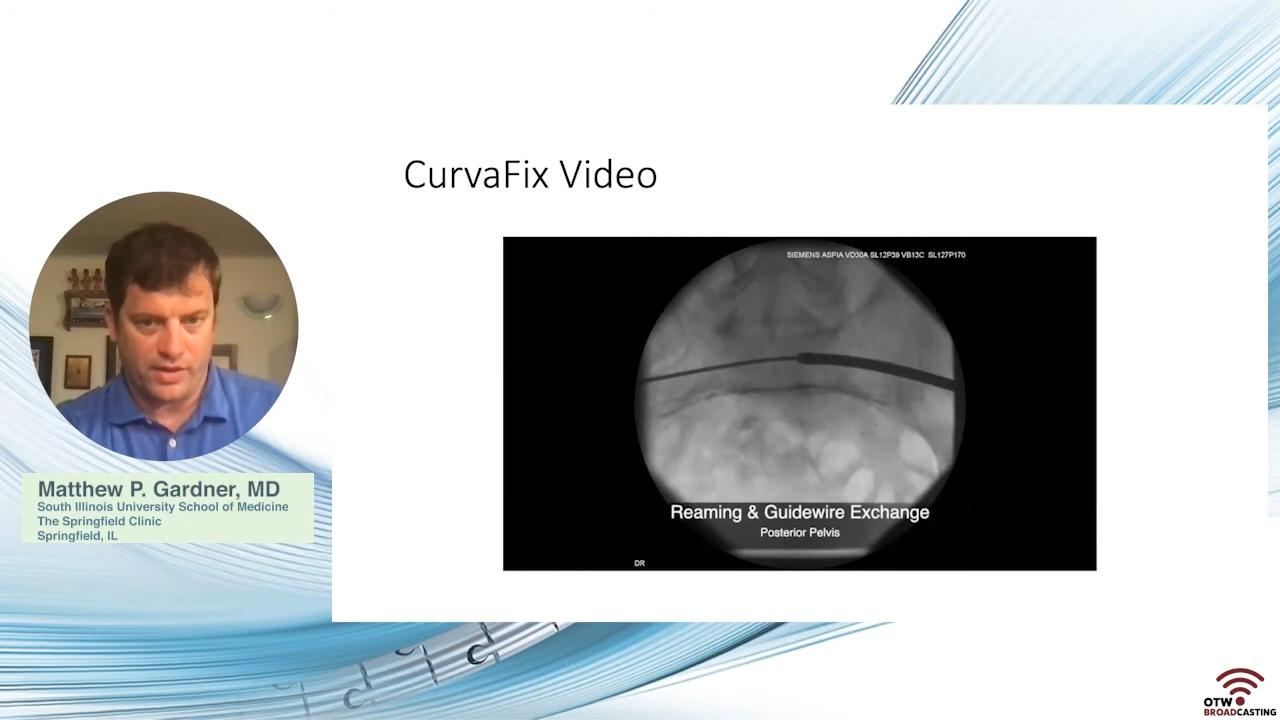 CurvaFix Video
SIEMENS ASPIA VD30A SL12P39 VB13C SL127P170
Reaming & Guidewire Exchange
Posterior Pelvis
DR
Matthew P. Gardner, MD
South Illinois University School of Medicine
The Springfield Clinic
Springfield, IL
OTW
BROADCASTING